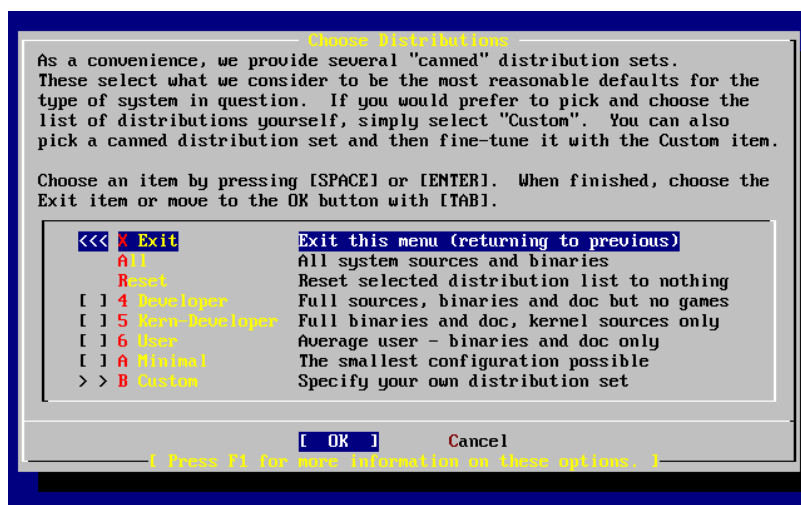 Choose Distributions
As a convenience, we provide several "canned" distribution sets.
These select what we consider to be the most reasonable defaults for the
type of system in question.  If you would prefer to pick and choose the
list of distributions yourself, simply select "Custom".  You can also
pick a canned distribution set and then fine-tune it with the Custom item.
Choose an item by pressing [SPACE] or [ENTER].  When finished, choose the
Exit item or move to the OK button with [TAB].
<<< X Exit Exit this menu (returning to previous)
All All system sources and binaries
Reset Reset selected distribution list to nothing
[ ] 4 Developer Full sources, binaries and doc but no games
[ ] 5 Kern-Developer Full binaries and doc, kernel sources only
[ ] 6 User Average user - binaries and doc only
[ ] A Minimal The smallest configuration possible
> > B Custom Specify your own distribution set
[ OK ] Cancel
[ Press F1 for more information on these options. ]